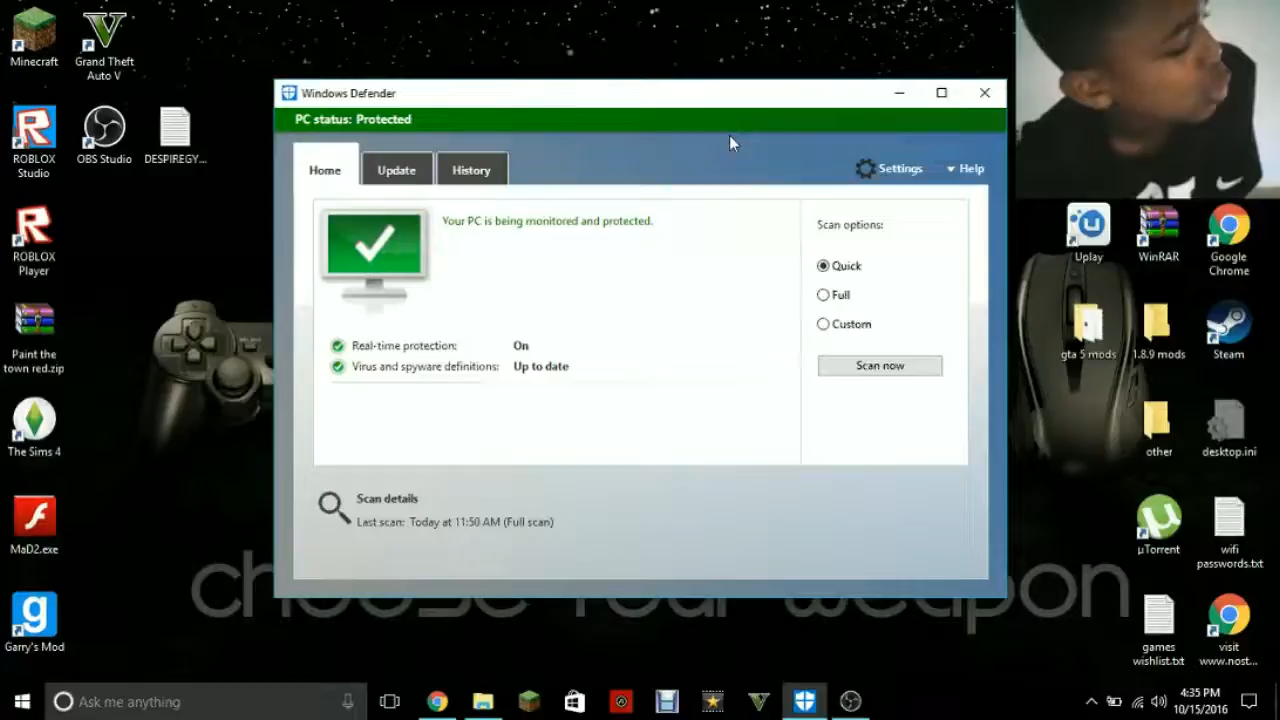 Minecraft
Grand Theft
Auto V
ROBLOX
Studio
OBS Studio
DESPIREGY...
ROBLOX
Player
Paint the
town red.zip
The Sims 4
MaD2.exe
Garry's Mod
Windows Defender
PC status: Protected
Home
Update
History
Settings
Help
Your PC is being monitored and protected.
Scan options:
Quick
Full
Custom
Scan now
Real-time protection: On
Virus and spyware definitions: Up to date
Scan details
Last scan: Today at 11:50 AM (Full scan)
Uplay
WinRAR
Google
Chrome
gta 5 mods
1.8.9 mods
Steam
other
desktop.ini
µTorrent
wifi
passwords.txt
games
wishlist.txt
visit
www.nost...
choose Your weapon
Ask me anything
4:35 PM
10/15/2016